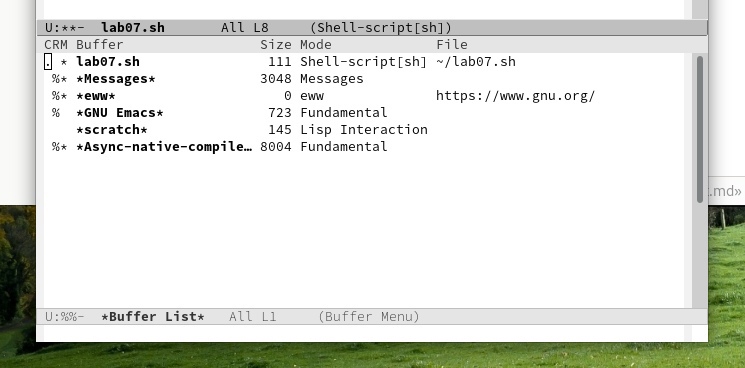 U:**-  lab07.sh       All L8     (Shell-script[sh])
CRM Buffer                 Size Mode             File
.  * lab07.sh                111 Shell-script[sh] ~/lab07.sh
 %* *Messages*             3048 Messages
 %* *eww*                     0 eww              https://www.gnu.org/
 %  *GNU Emacs*             723 Fundamental
    *scratch*               145 Lisp Interaction
 %* *Async-native-compile… 8004 Fundamental
.md»
U:%%-  *Buffer List*   All L1     (Buffer Menu)